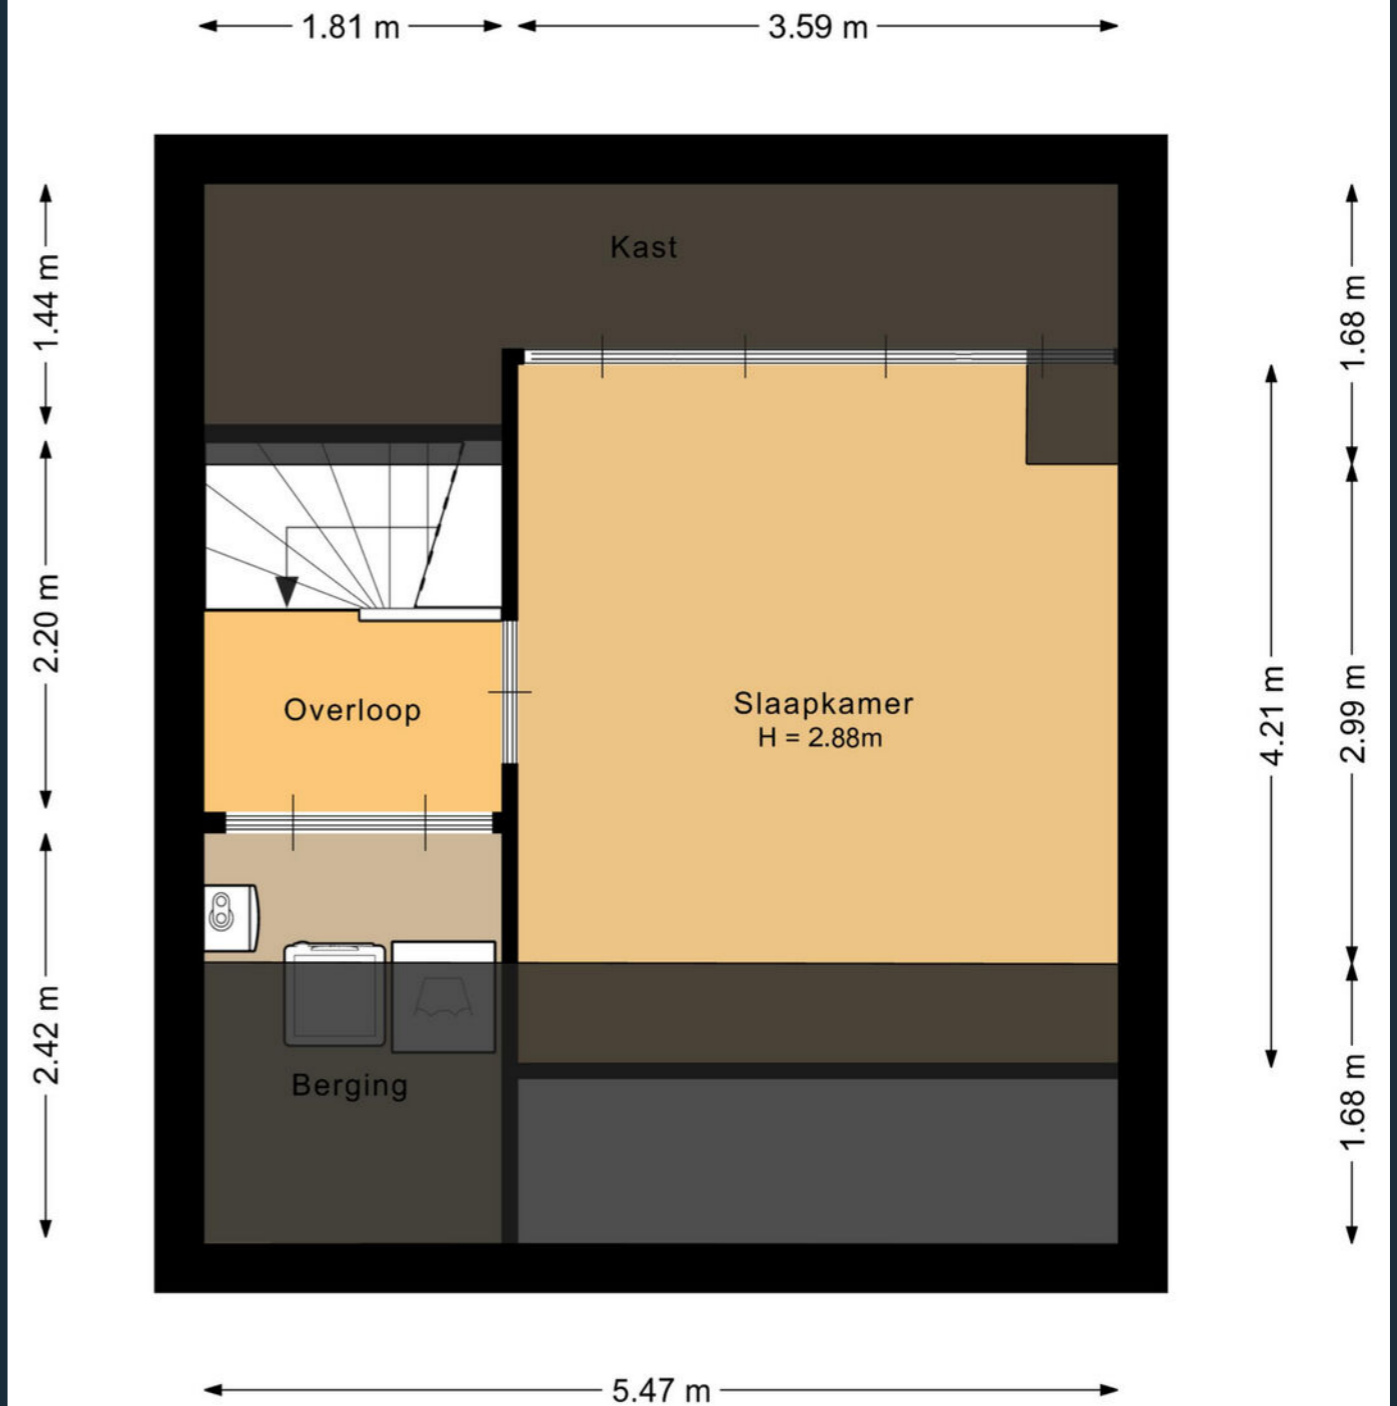 1.81 m
3.59 m
Kast
1.44 m
1.68 m
2.20 m
Overloop
Slaapkamer
H = 2.88m
4.21 m
2.99 m
2.42 m
Berging
1.68 m
5.47 m